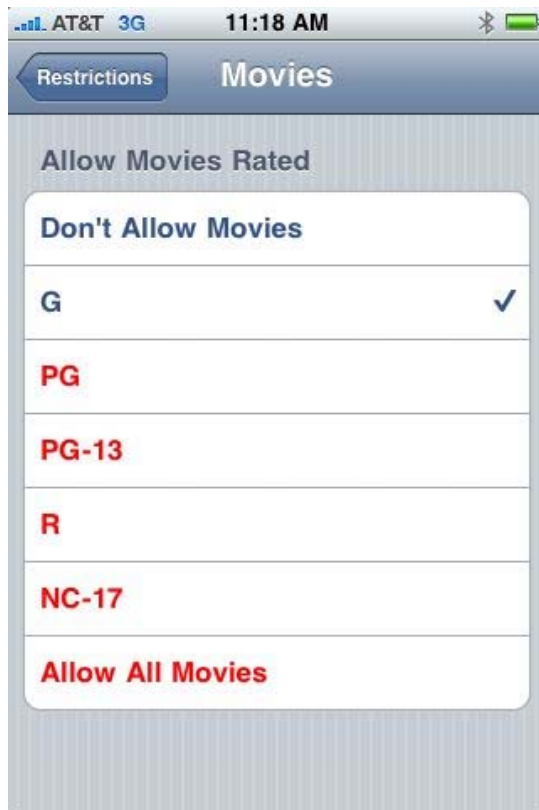 AT&T 3G 11:18 AM
Restrictions Movies
Allow Movies Rated
Don't Allow Movies
G ✓
PG
PG-13
R
NC-17
Allow All Movies